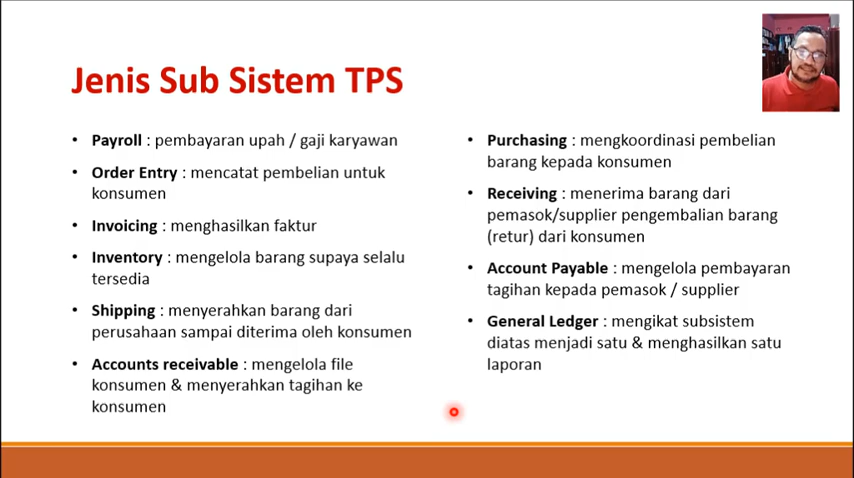 Jenis Sub Sistem TPS
• Payroll : pembayaran upah / gaji karyawan
• Order Entry : mencatat pembelian untuk
konsumen
• Invoicing : menghasilkan faktur
• Inventory : mengelola barang supaya selalu
tersedia
• Shipping : menyerahkan barang dari
perusahaan sampai diterima oleh konsumen
• Accounts receivable : mengelola file
konsumen & menyerahkan tagihan ke
konsumen
• Purchasing : mengkoordinasi pembelian
barang kepada konsumen
• Receiving : menerima barang dari
pemasok/supplier pengembalian barang
(retur) dari konsumen
• Account Payable : mengelola pembayaran
tagihan kepada pemasok / supplier
• General Ledger : mengikat subsistem
diatas menjadi satu & menghasilkan satu
laporan